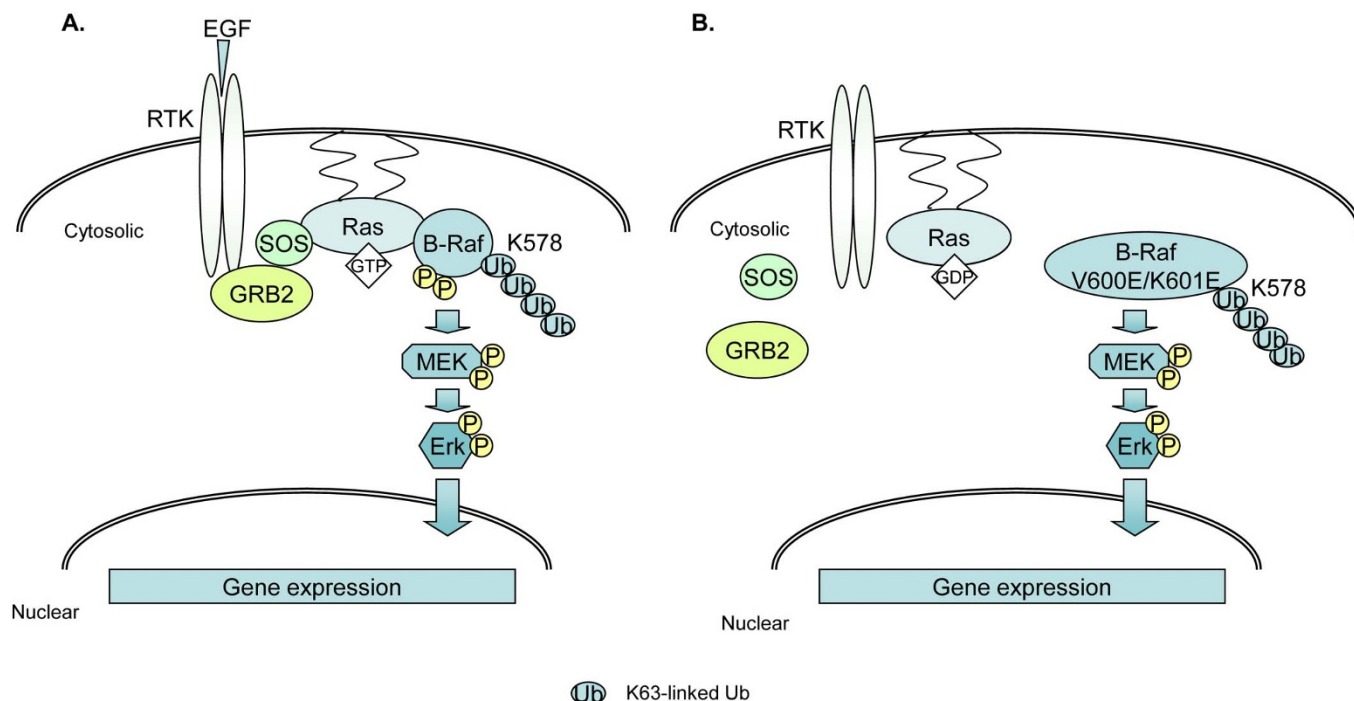 A.
EGF
RTK
Cytosolic
SOS
Ras
B-Raf
K578
GTP
P
P
Ub
Ub
Ub
Ub
GRB2
MEK
P
P
Erk
P
P
Gene expression
Nuclear
B.
RTK
Cytosolic
SOS
Ras
GDP
GRB2
B-Raf
V600E/K601E
K578
Ub
Ub
Ub
Ub
MEK
P
P
Erk
P
P
Gene expression
Nuclear
Ub K63-linked Ub